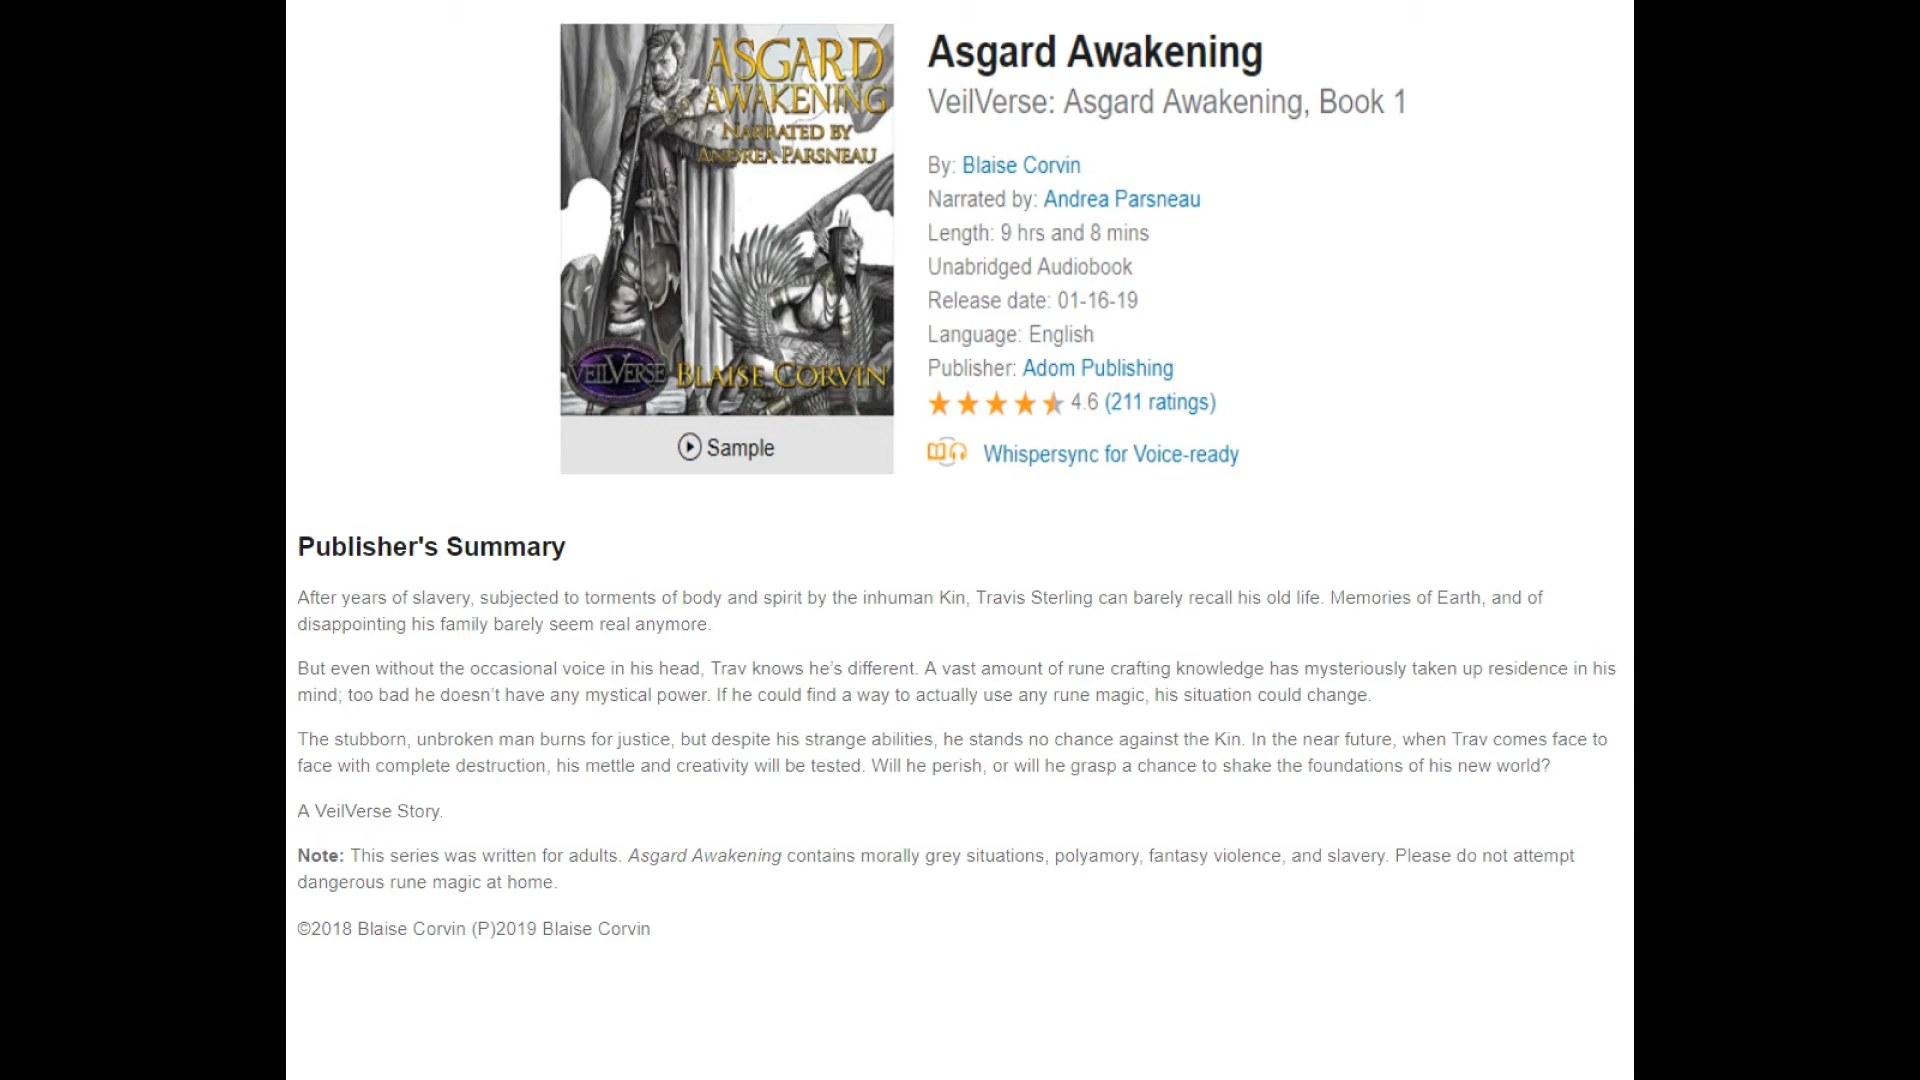 ASGARD
AWAKENING
NARRATED BY
ANDREA PARSNEAU
VEILVERSE
BLAISE CORVIN
Sample
Asgard Awakening
VeilVerse: Asgard Awakening, Book 1
By: Blaise Corvin
Narrated by: Andrea Parsneau
Length: 9 hrs and 8 mins
Unabridged Audiobook
Release date: 01-16-19
Language: English
Publisher: Adom Publishing
4.6 (211 ratings)
Whispersync for Voice-ready
Publisher's Summary
After years of slavery, subjected to torments of body and spirit by the inhuman Kin, Travis Sterling can barely recall his old life. Memories of Earth, and of
disappointing his family barely seem real anymore.
But even without the occasional voice in his head, Trav knows he’s different. A vast amount of rune crafting knowledge has mysteriously taken up residence in his
mind; too bad he doesn’t have any mystical power. If he could find a way to actually use any rune magic, his situation could change.
The stubborn, unbroken man burns for justice, but despite his strange abilities, he stands no chance against the Kin. In the near future, when Trav comes face to
face with complete destruction, his mettle and creativity will be tested. Will he perish, or will he grasp a chance to shake the foundations of his new world?
A VeilVerse Story.
Note: This series was written for adults. Asgard Awakening contains morally grey situations, polyamory, fantasy violence, and slavery. Please do not attempt
dangerous rune magic at home.
©2018 Blaise Corvin (P)2019 Blaise Corvin